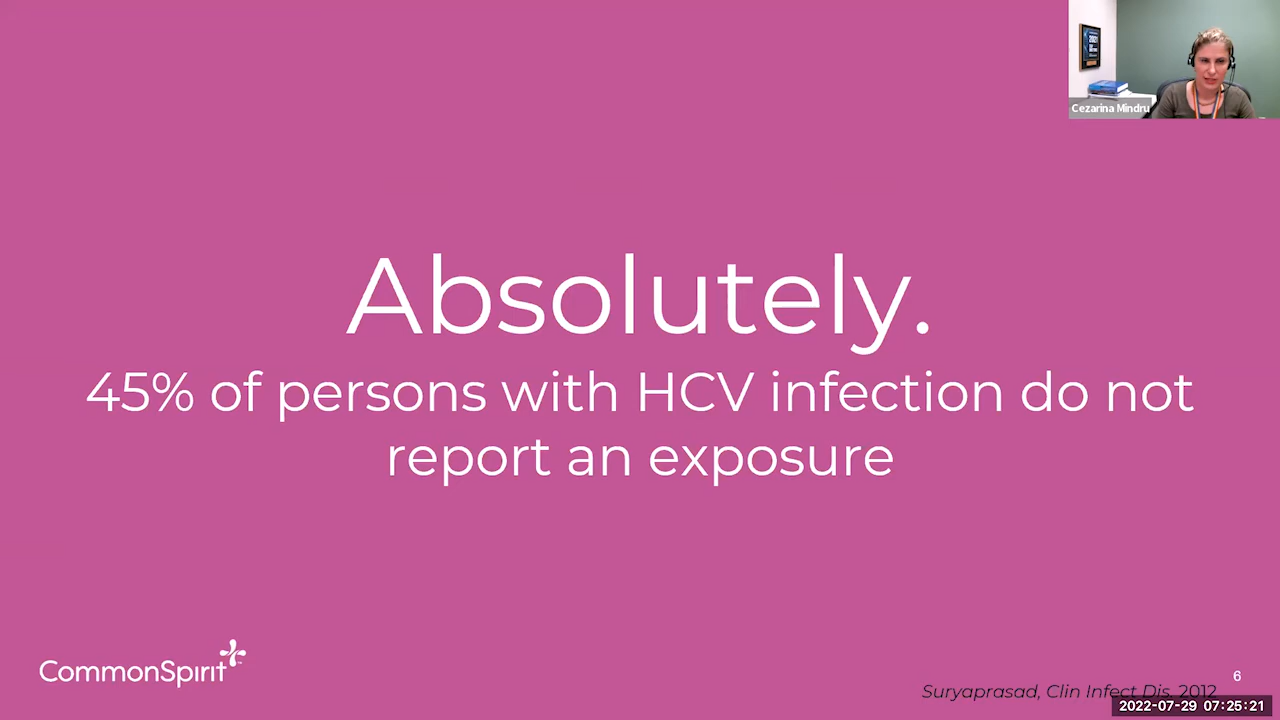 Cezarina Mindru
Absolutely.
45% of persons with HCV infection do not
report an exposure
CommonSpirit
6
Suryaprasad, Clin Infect Dis. 2012
2022-07-29 07:25:21